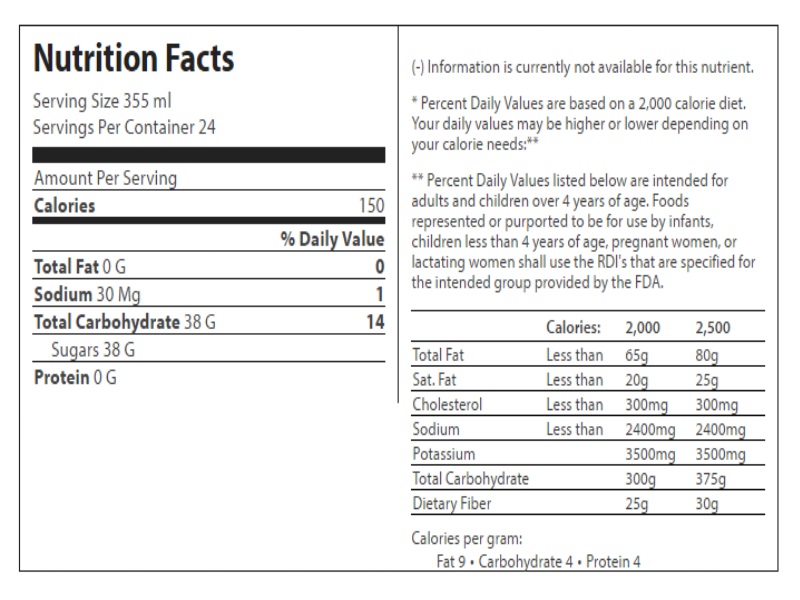 Nutrition Facts
Serving Size 355 ml
Servings Per Container 24
Amount Per Serving
Calories 150
% Daily Value
Total Fat 0 G 0
Sodium 30 Mg 1
Total Carbohydrate 38 G 14
Sugars 38 G
Protein 0 G
(-) Information is currently not available for this nutrient.
* Percent Daily Values are based on a 2,000 calorie diet.
Your daily values may be higher or lower depending on
your calorie needs:**
** Percent Daily Values listed below are intended for
adults and children over 4 years of age. Foods
represented or purported to be for use by infants,
children less than 4 years of age, pregnant women, or
lactating women shall use the RDI's that are specified for
the intended group provided by the FDA.
Calories: 2,000 2,500
Total Fat Less than 65g 80g
Sat. Fat Less than 20g 25g
Cholesterol Less than 300mg 300mg
Sodium Less than 2400mg 2400mg
Potassium 3500mg 3500mg
Total Carbohydrate 300g 375g
Dietary Fiber 25g 30g
Calories per gram:
Fat 9 • Carbohydrate 4 • Protein 4